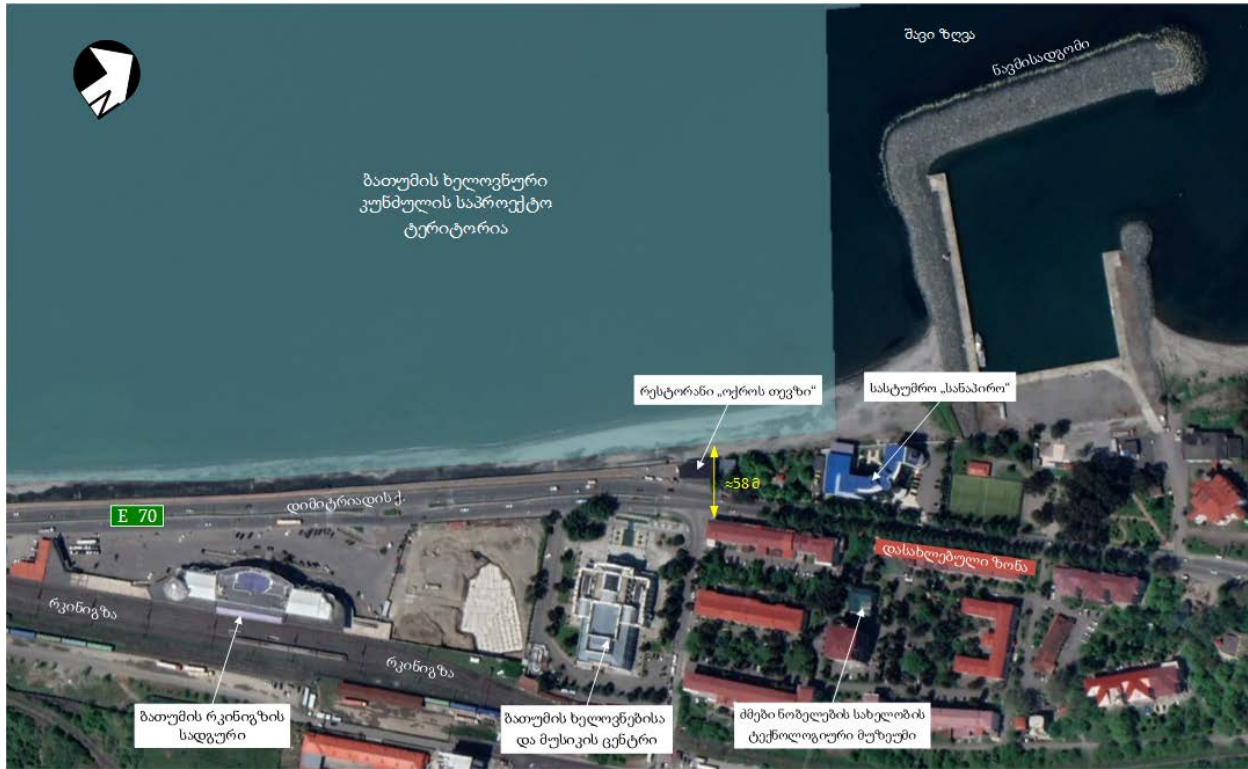 შავი ზღვა
ნავმისადგომი
N
ბათუმის ხელოვნური
კუნძულის საპროექტო
ტერიტორია
რესტორანი „ოქროს თევზი“
სასტუმრო „სანაპირო“
≈58 მ
დიმიტრიადის ქ.
E 70
დასახლებული ზონა
რკინიგზა
რკინიგზა
ბათუმის რკინიგზის
სადგური
ბათუმის ხელოვნებისა
და მუსიკის ცენტრი
ძმები ნობელების სახელობის
ტექნოლოგიური მუზეუმი